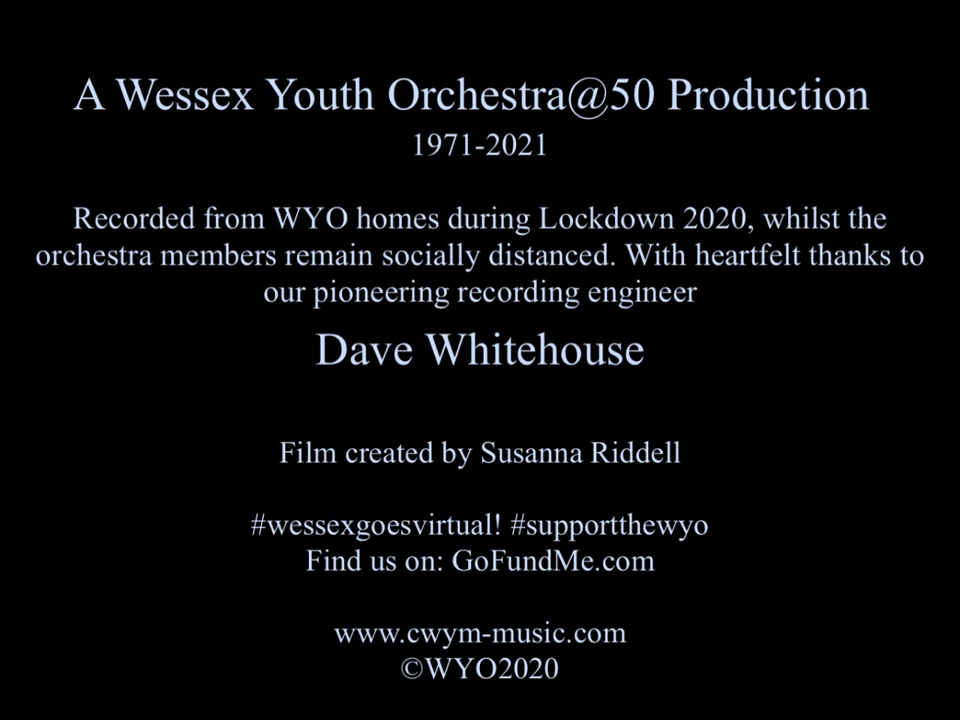 A Wessex Youth Orchestra@50 Production
1971-2021
Recorded from WYO homes during Lockdown 2020, whilst the
orchestra members remain socially distanced. With heartfelt thanks to
our pioneering recording engineer
Dave Whitehouse
Film created by Susanna Riddell
#wessexgoesvirtual! #supportthewyo
Find us on: GoFundMe.com
www.cwym-music.com
©WYO2020